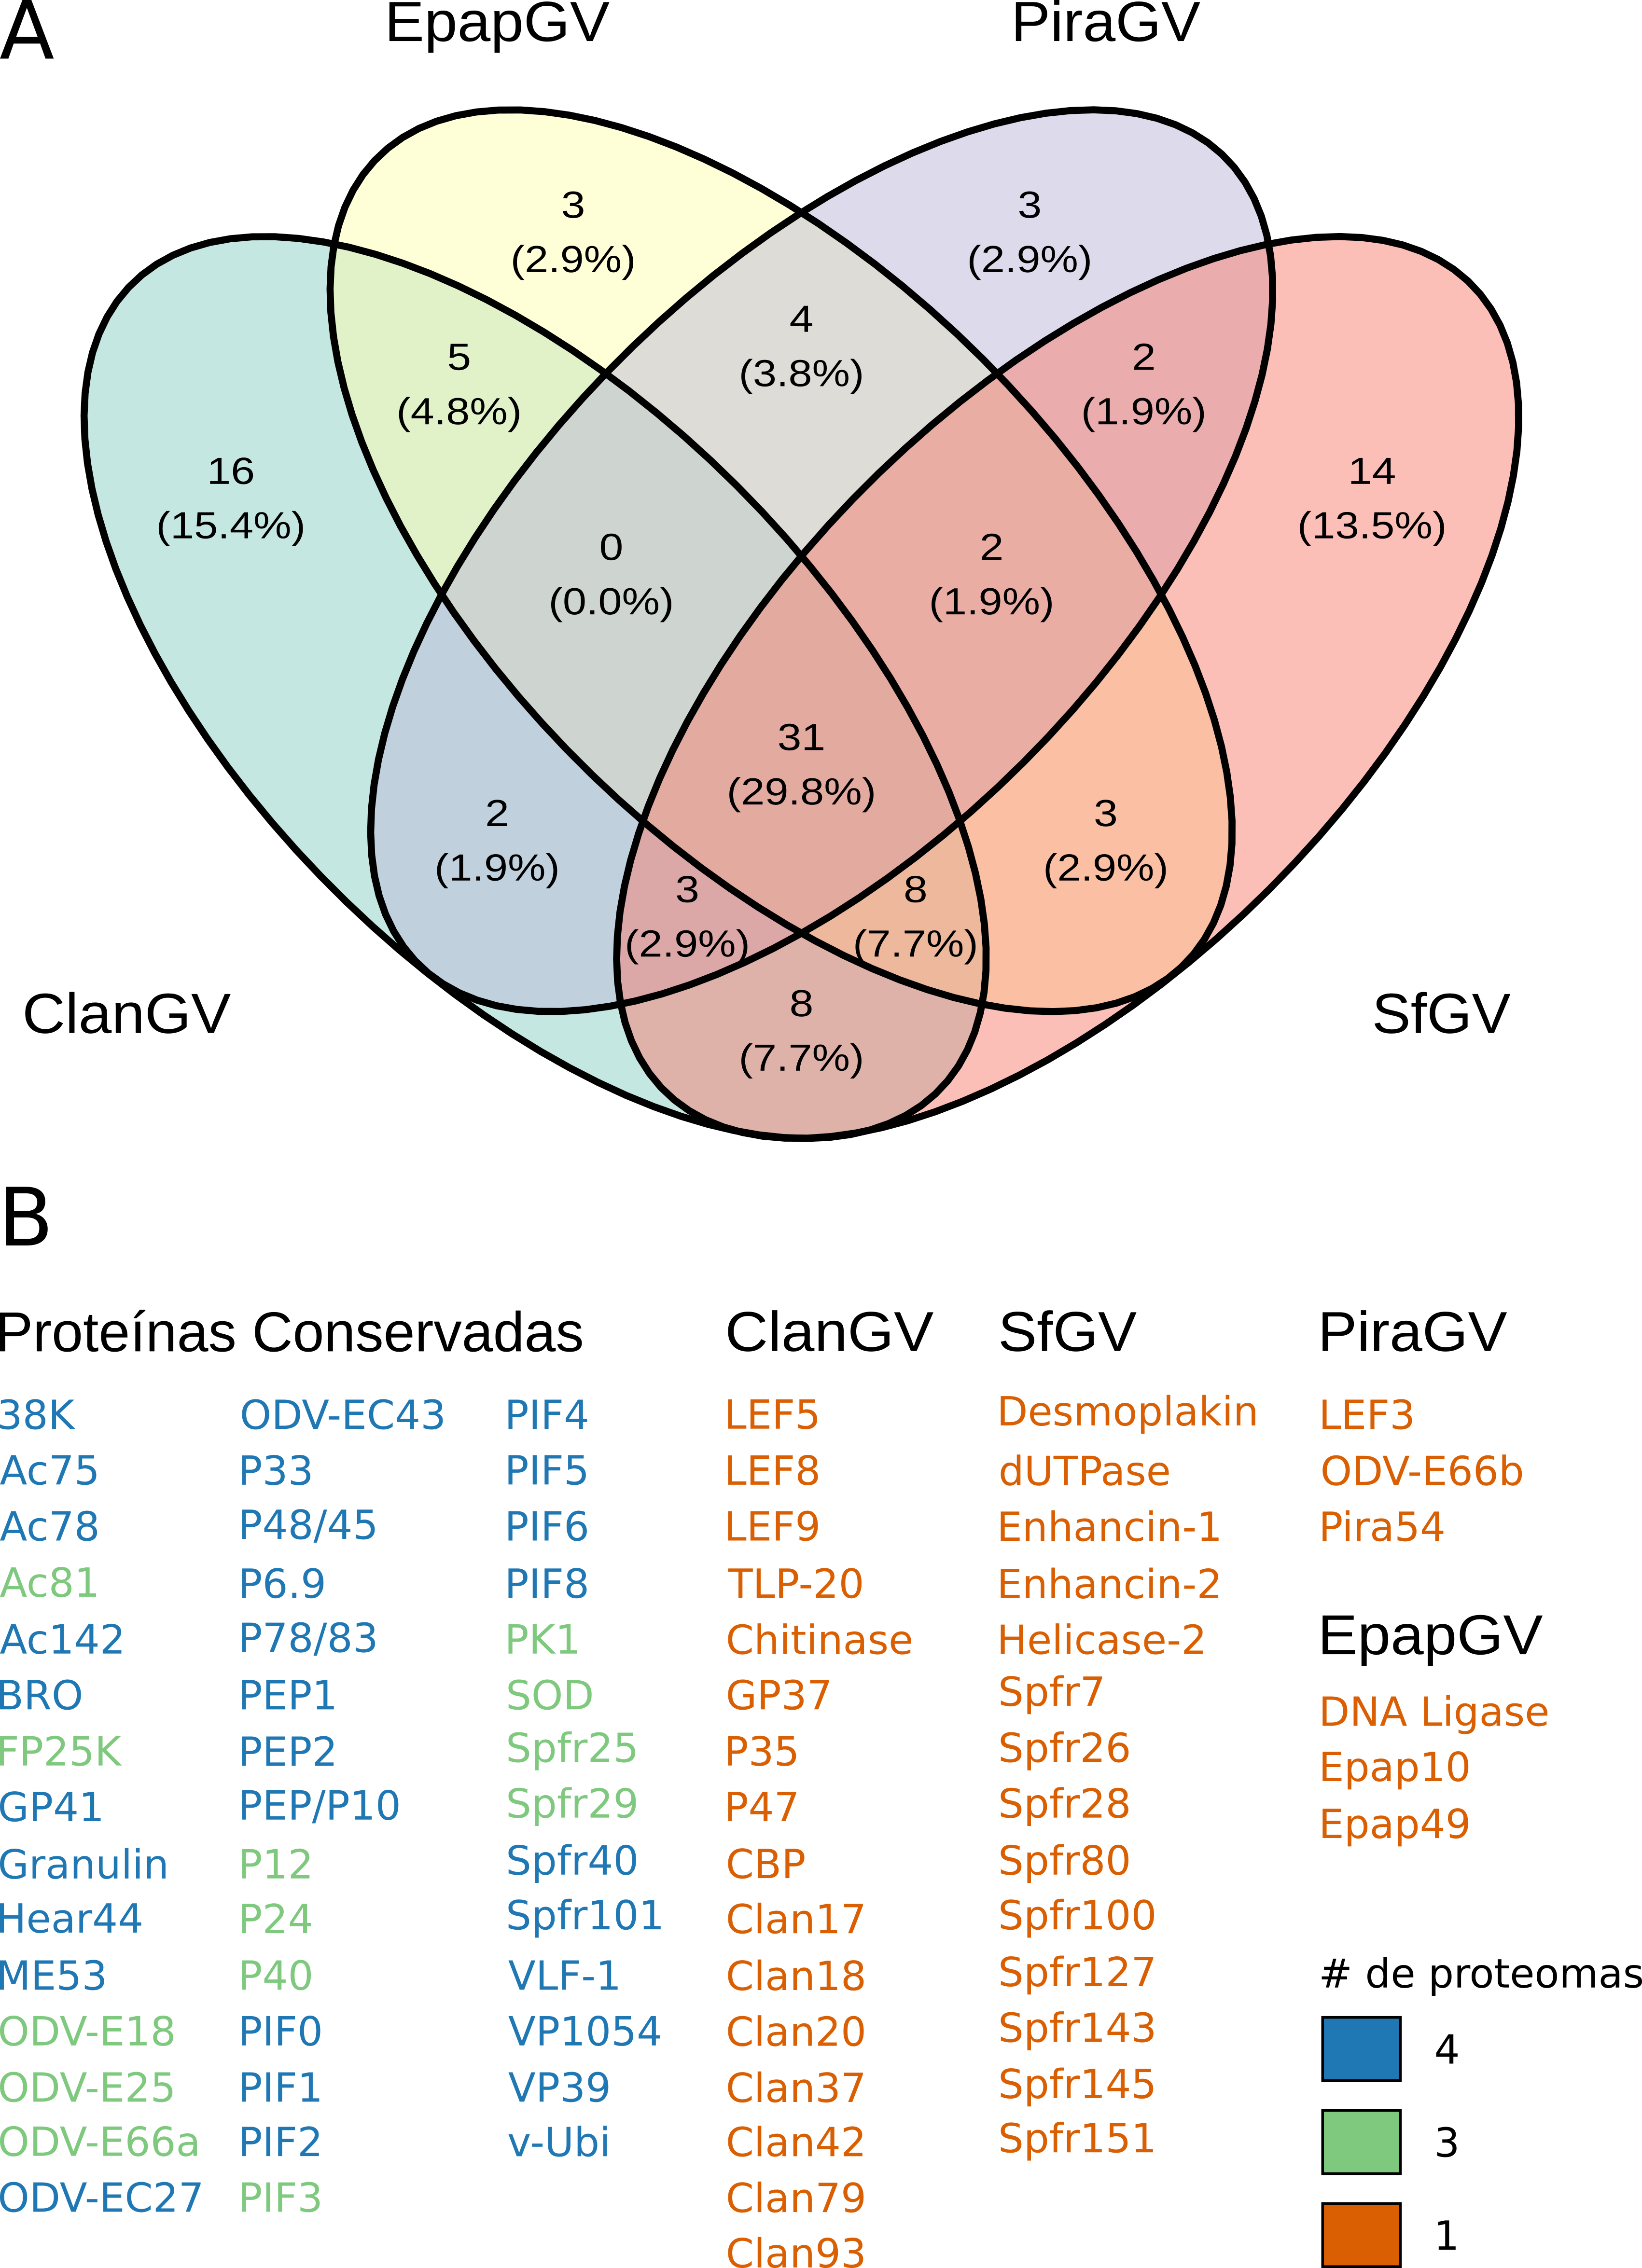 A
EpapGV
PiraGV
3
(2.9%)
3
(2.9%)
4
(3.8%)
5
(4.8%)
2
(1.9%)
16
(15.4%)
14
(13.5%)
0
(0.0%)
2
(1.9%)
31
(29.8%)
2
(1.9%)
3
(2.9%)
3
(2.9%)
8
(7.7%)
8
(7.7%)
ClanGV
SfGV
B
Proteínas Conservadas
38K
Ac75
Ac78
Ac81
Ac142
BRO
FP25K
GP41
Granulin
Hear44
ME53
ODV-E18
ODV-E25
ODV-E66a
ODV-EC27
ODV-EC43
P33
P48/45
P6.9
P78/83
PEP1
PEP2
PEP/P10
P12
P24
P40
PIF0
PIF1
PIF2
PIF3
PIF4
PIF5
PIF6
PIF8
PK1
SOD
Spfr25
Spfr29
Spfr40
Spfr101
VLF-1
VP1054
VP39
v-Ubi
ClanGV
LEF5
LEF8
LEF9
TLP-20
Chitinase
GP37
P35
P47
CBP
Clan17
Clan18
Clan20
Clan37
Clan42
Clan79
Clan93
SfGV
Desmoplakin
dUTPase
Enhancin-1
Enhancin-2
Helicase-2
Spfr7
Spfr26
Spfr28
Spfr80
Spfr100
Spfr127
Spfr143
Spfr145
Spfr151
PiraGV
LEF3
ODV-E66b
Pira54
EpapGV
DNA Ligase
Epap10
Epap49
# de proteomas
4
3
1